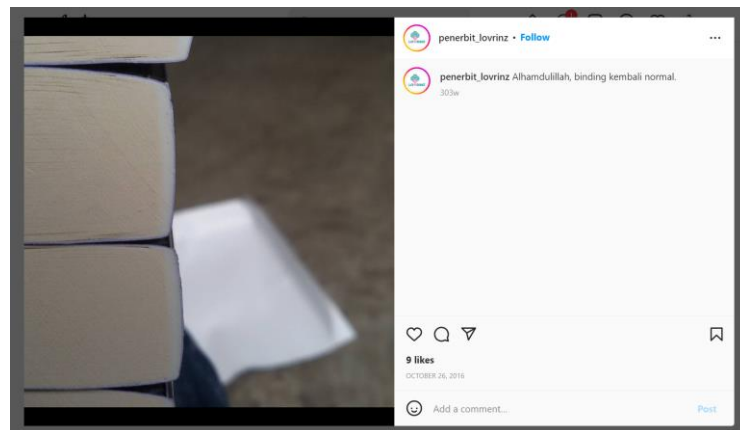 penerbit_lovrinz • Follow
penerbit_lovrinz Alhamdulillah, binding kembali normal.
303w
9 likes
OCTOBER 26, 2016
Add a comment...
Post